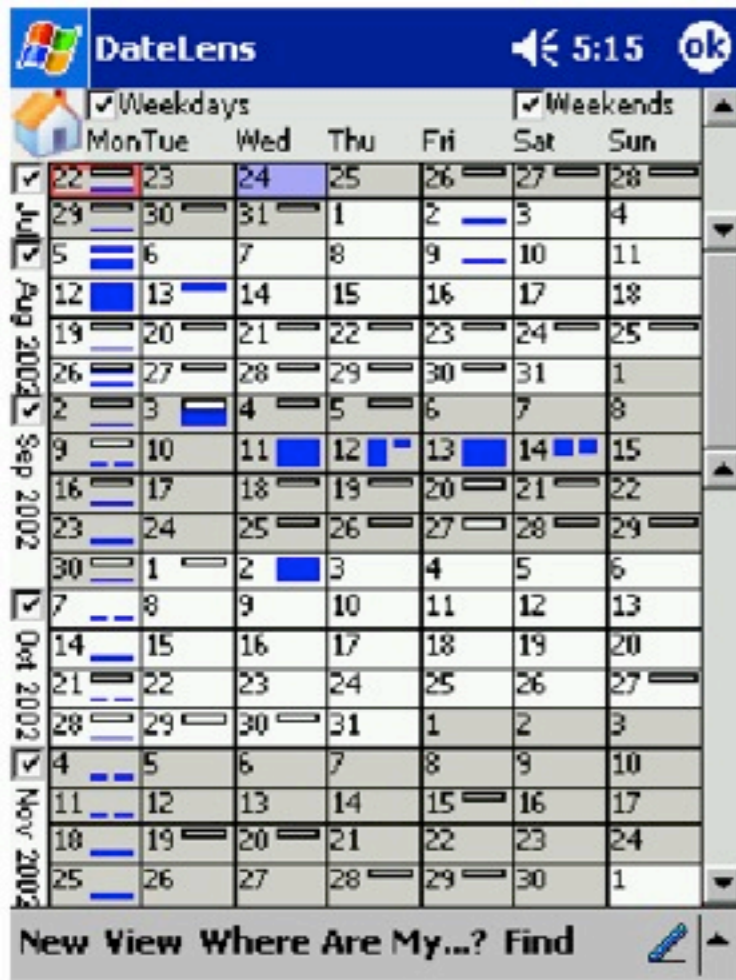 DateLens 5:15 ok
Weekdays Weekends
Mon Tue Wed Thu Fri Sat Sun
22 23 24 25 26 27 28
Jul
29 30 31 1 2 3 4
5 6 7 8 9 10 11
Aug 2002
12 13 14 15 16 17 18
19 20 21 22 23 24 25
26 27 28 29 30 31 1
2 3 4 5 6 7 8
Sep 2002
9 10 11 12 13 14 15
16 17 18 19 20 21 22
23 24 25 26 27 28 29
30 1 2 3 4 5 6
7 8 9 10 11 12 13
Oct 2002
14 15 16 17 18 19 20
21 22 23 24 25 26 27
28 29 30 31 1 2 3
4 5 6 7 8 9 10
Nov 2002
11 12 13 14 15 16 17
18 19 20 21 22 23 24
25 26 27 28 29 30 1
New View Where Are My...? Find